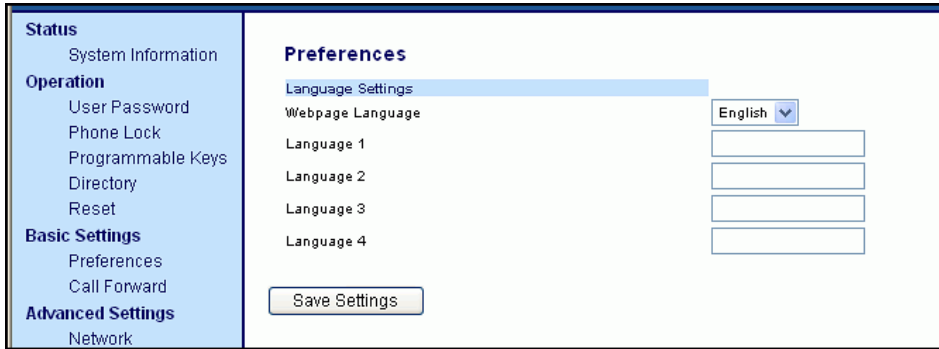 Status
System Information
Operation
User Password
Phone Lock
Programmable Keys
Directory
Reset
Basic Settings
Preferences
Call Forward
Advanced Settings
Network
Preferences
Language Settings
Webpage Language English
Language 1
Language 2
Language 3
Language 4
Save Settings